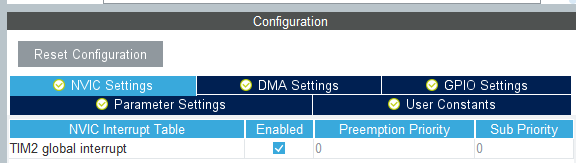 Configuration
Reset Configuration
NVIC Settings DMA Settings GPIO Settings
Parameter Settings User Constants
NVIC Interrupt Table Enabled Preemption Priority Sub Priority
TIM2 global interrupt 0 0